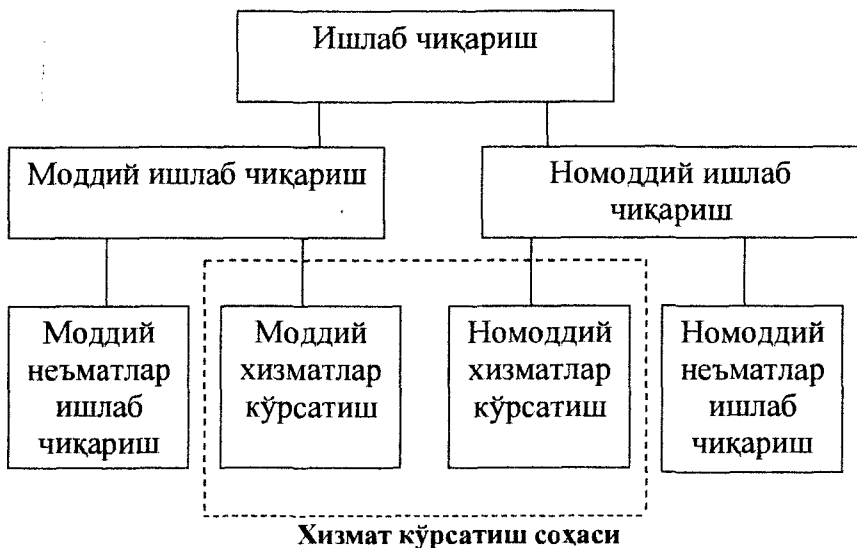 Ишлаб чиқариш
Моддий ишлаб чиқариш
Номоддий ишлаб
чиқариш
Моддий
неъматлар
ишлаб
чиқариш
Моддий
хизматлар
кўрсатиш
Номоддий
хизматлар
кўрсатиш
Номоддий
неъматлар
ишлаб
чиқариш
Хизмат кўрсатиш соҳаси